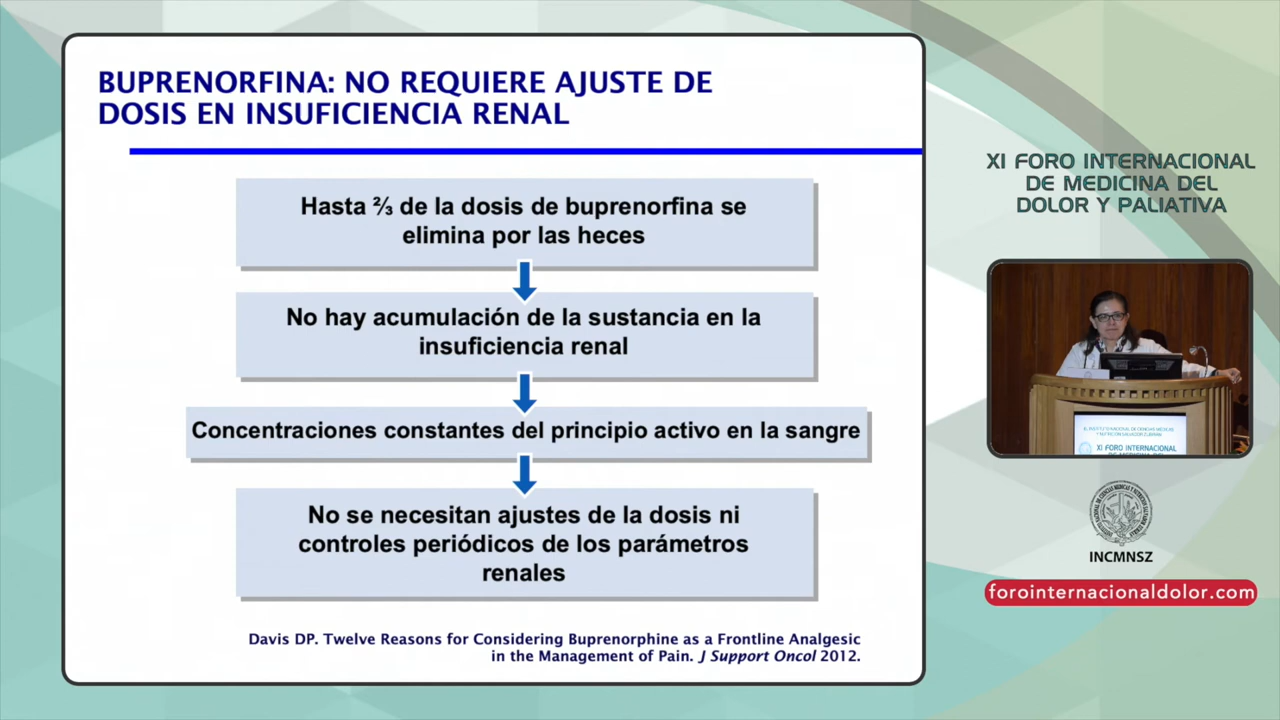 BUPRENORFINA: NO REQUIERE AJUSTE DE
DOSIS EN INSUFICIENCIA RENAL
Hasta ⅔ de la dosis de buprenorfina se
elimina por las heces
No hay acumulación de la sustancia en la
insuficiencia renal
Concentraciones constantes del principio activo en la sangre
No se necesitan ajustes de la dosis ni
controles periódicos de los parámetros
renales
Davis DP. Twelve Reasons for Considering Buprenorphine as a Frontline Analgesic
in the Management of Pain. J Support Oncol 2012.
XI FORO INTERNACIONAL
DE MEDICINA DEL
DOLOR Y PALIATIVA
XI FORO INTERNACIONAL
INCMNSZ
forointernacionaldolor.com